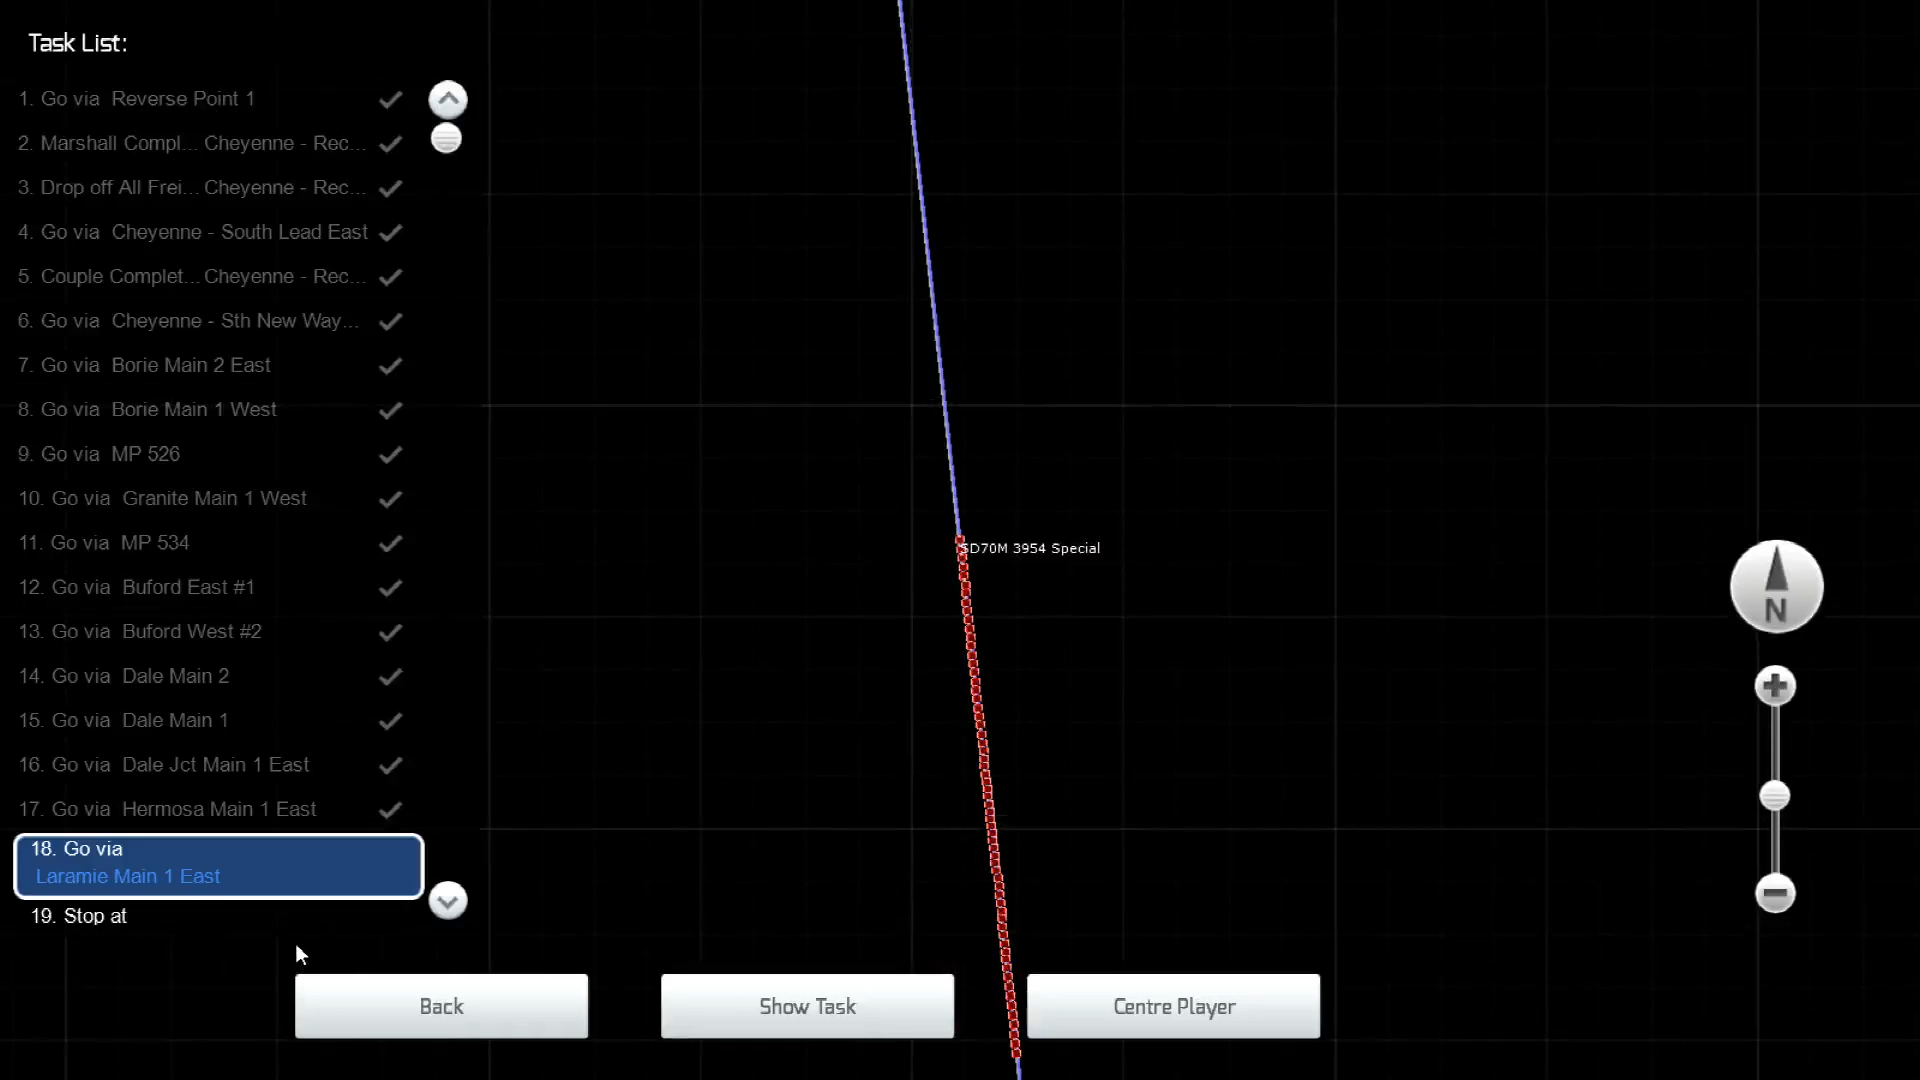 Task List:
1. Go via Reverse Point 1
2. Marshall Compl... Cheyenne - Rec...
3. Drop off All Frei... Cheyenne - Rec...
4. Go via Cheyenne - South Lead East
5. Couple Complet... Cheyenne - Rec...
6. Go via Cheyenne - Sth New Way...
7. Go via Borie Main 2 East
8. Go via Borie Main 1 West
9. Go via MP 526
10. Go via Granite Main 1 West
11. Go via MP 534
12. Go via Buford East #1
13. Go via Buford West #2
14. Go via Dale Main 2
15. Go via Dale Main 1
16. Go via Dale Jct Main 1 East
17. Go via Hermosa Main 1 East
18. Go via
Laramie Main 1 East
19. Stop at
SD70M 3954 Special
N
Back
Show Task
Centre Player